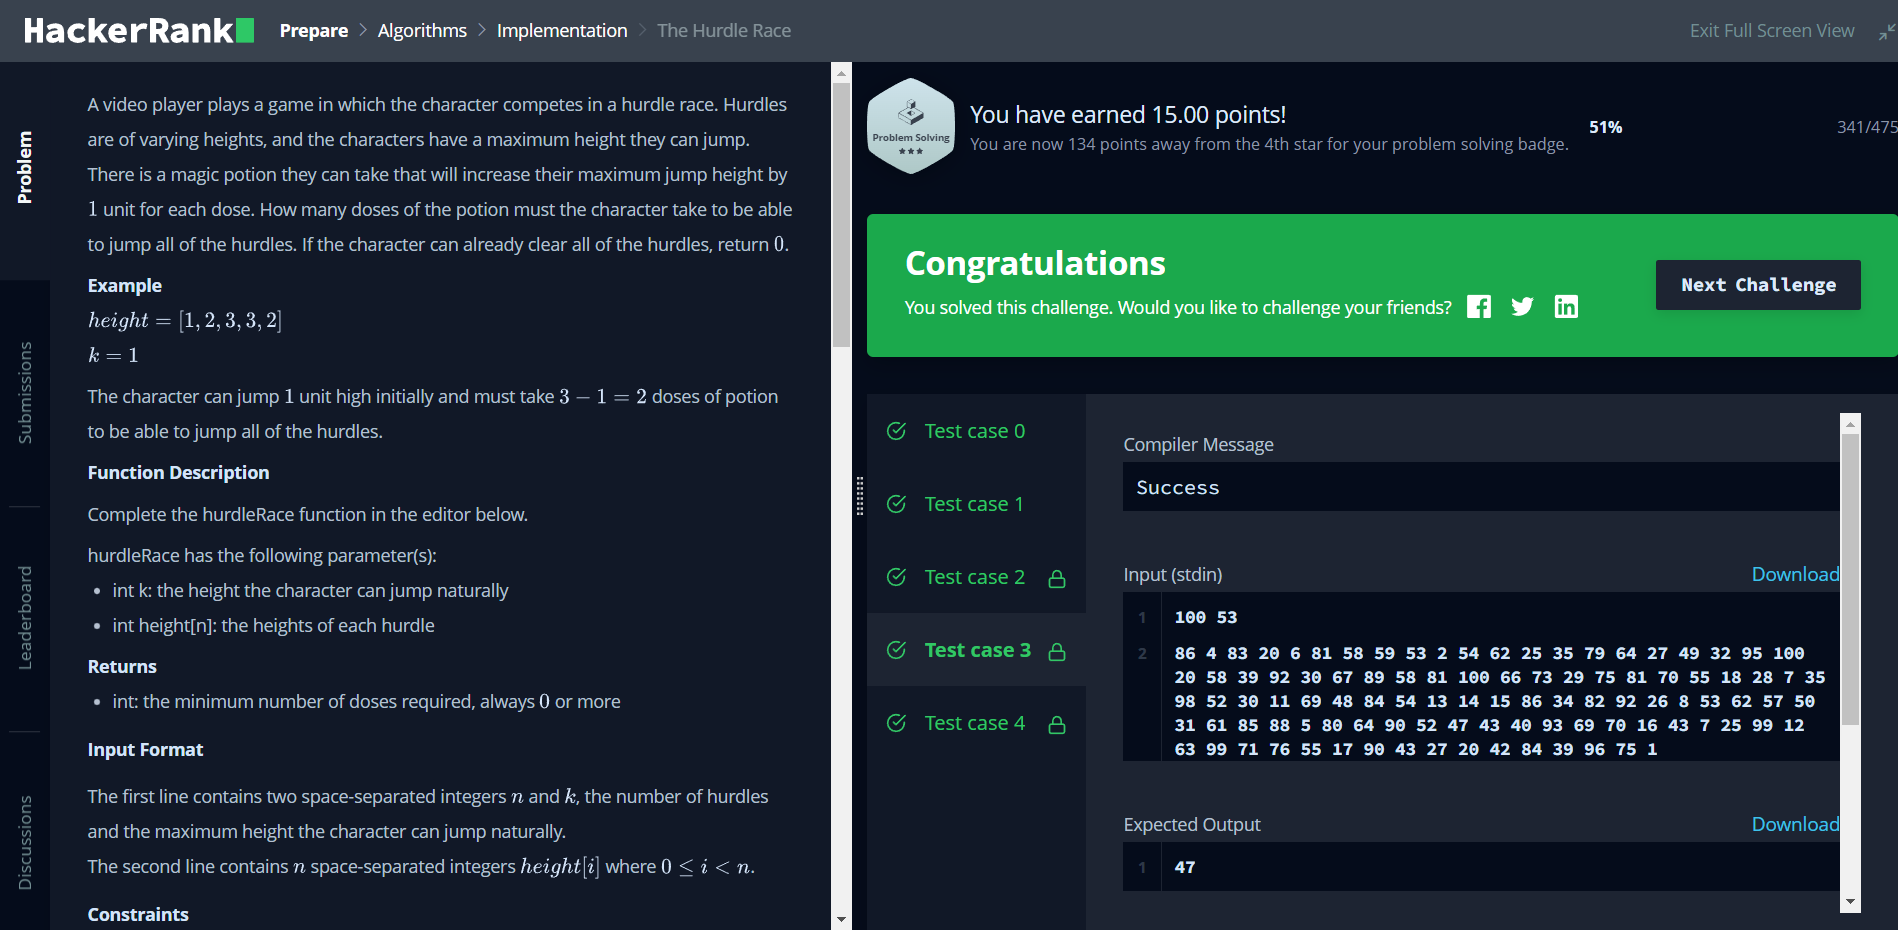 HackerRank
Prepare > Algorithms > Implementation > The Hurdle Race
Exit Full Screen View
Problem
Submissions
Leaderboard
Discussions
A video player plays a game in which the character competes in a hurdle race. Hurdles
are of varying heights, and the characters have a maximum height they can jump.
There is a magic potion they can take that will increase their maximum jump height by
1 unit for each dose. How many doses of the potion must the character take to be able
to jump all of the hurdles. If the character can already clear all of the hurdles, return 0.
Example
height = [1, 2, 3, 3, 2]
k = 1
The character can jump 1 unit high initially and must take 3 − 1 = 2 doses of potion
to be able to jump all of the hurdles.
Function Description
Complete the hurdleRace function in the editor below.
hurdleRace has the following parameter(s):
• int k: the height the character can jump naturally
• int height[n]: the heights of each hurdle
Returns
• int: the minimum number of doses required, always 0 or more
Input Format
The first line contains two space-separated integers n and k, the number of hurdles
and the maximum height the character can jump naturally.
The second line contains n space-separated integers height[i] where 0 ≤ i < n.
Constraints
Problem Solving
You have earned 15.00 points!
You are now 134 points away from the 4th star for your problem solving badge.
51%
341/475
Congratulations
You solved this challenge. Would you like to challenge your friends?
Next Challenge
Test case 0
Test case 1
Test case 2
Test case 3
Test case 4
Compiler Message
Success
Input (stdin)
Download
1 100 53
2 86 4 83 20 6 81 58 59 53 2 54 62 25 35 79 64 27 49 32 95 100
20 58 39 92 30 67 89 58 81 100 66 73 29 75 81 70 55 18 28 7 35
98 52 30 11 69 48 84 54 13 14 15 86 34 82 92 26 8 53 62 57 50
31 61 85 88 5 80 64 90 52 47 43 40 93 69 70 16 43 7 25 99 12
63 99 71 76 55 17 90 43 27 20 42 84 39 96 75 1
Expected Output
Download
1 47